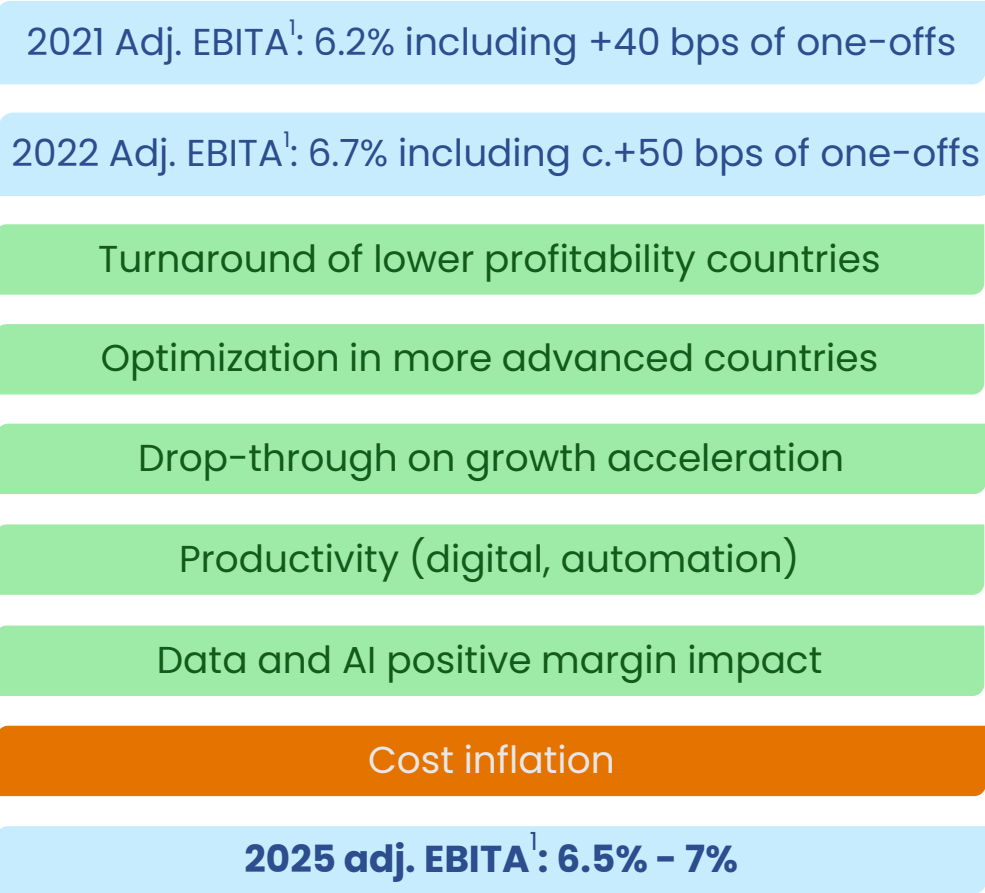 2021 Adj. EBITA¹: 6.2% including +40 bps of one-offs
2022 Adj. EBITA¹: 6.7% including c.+50 bps of one-offs
Turnaround of lower profitability countries
Optimization in more advanced countries
Drop-through on growth acceleration
Productivity (digital, automation)
Data and AI positive margin impact
Cost inflation
2025 adj. EBITA¹: 6.5% - 7%